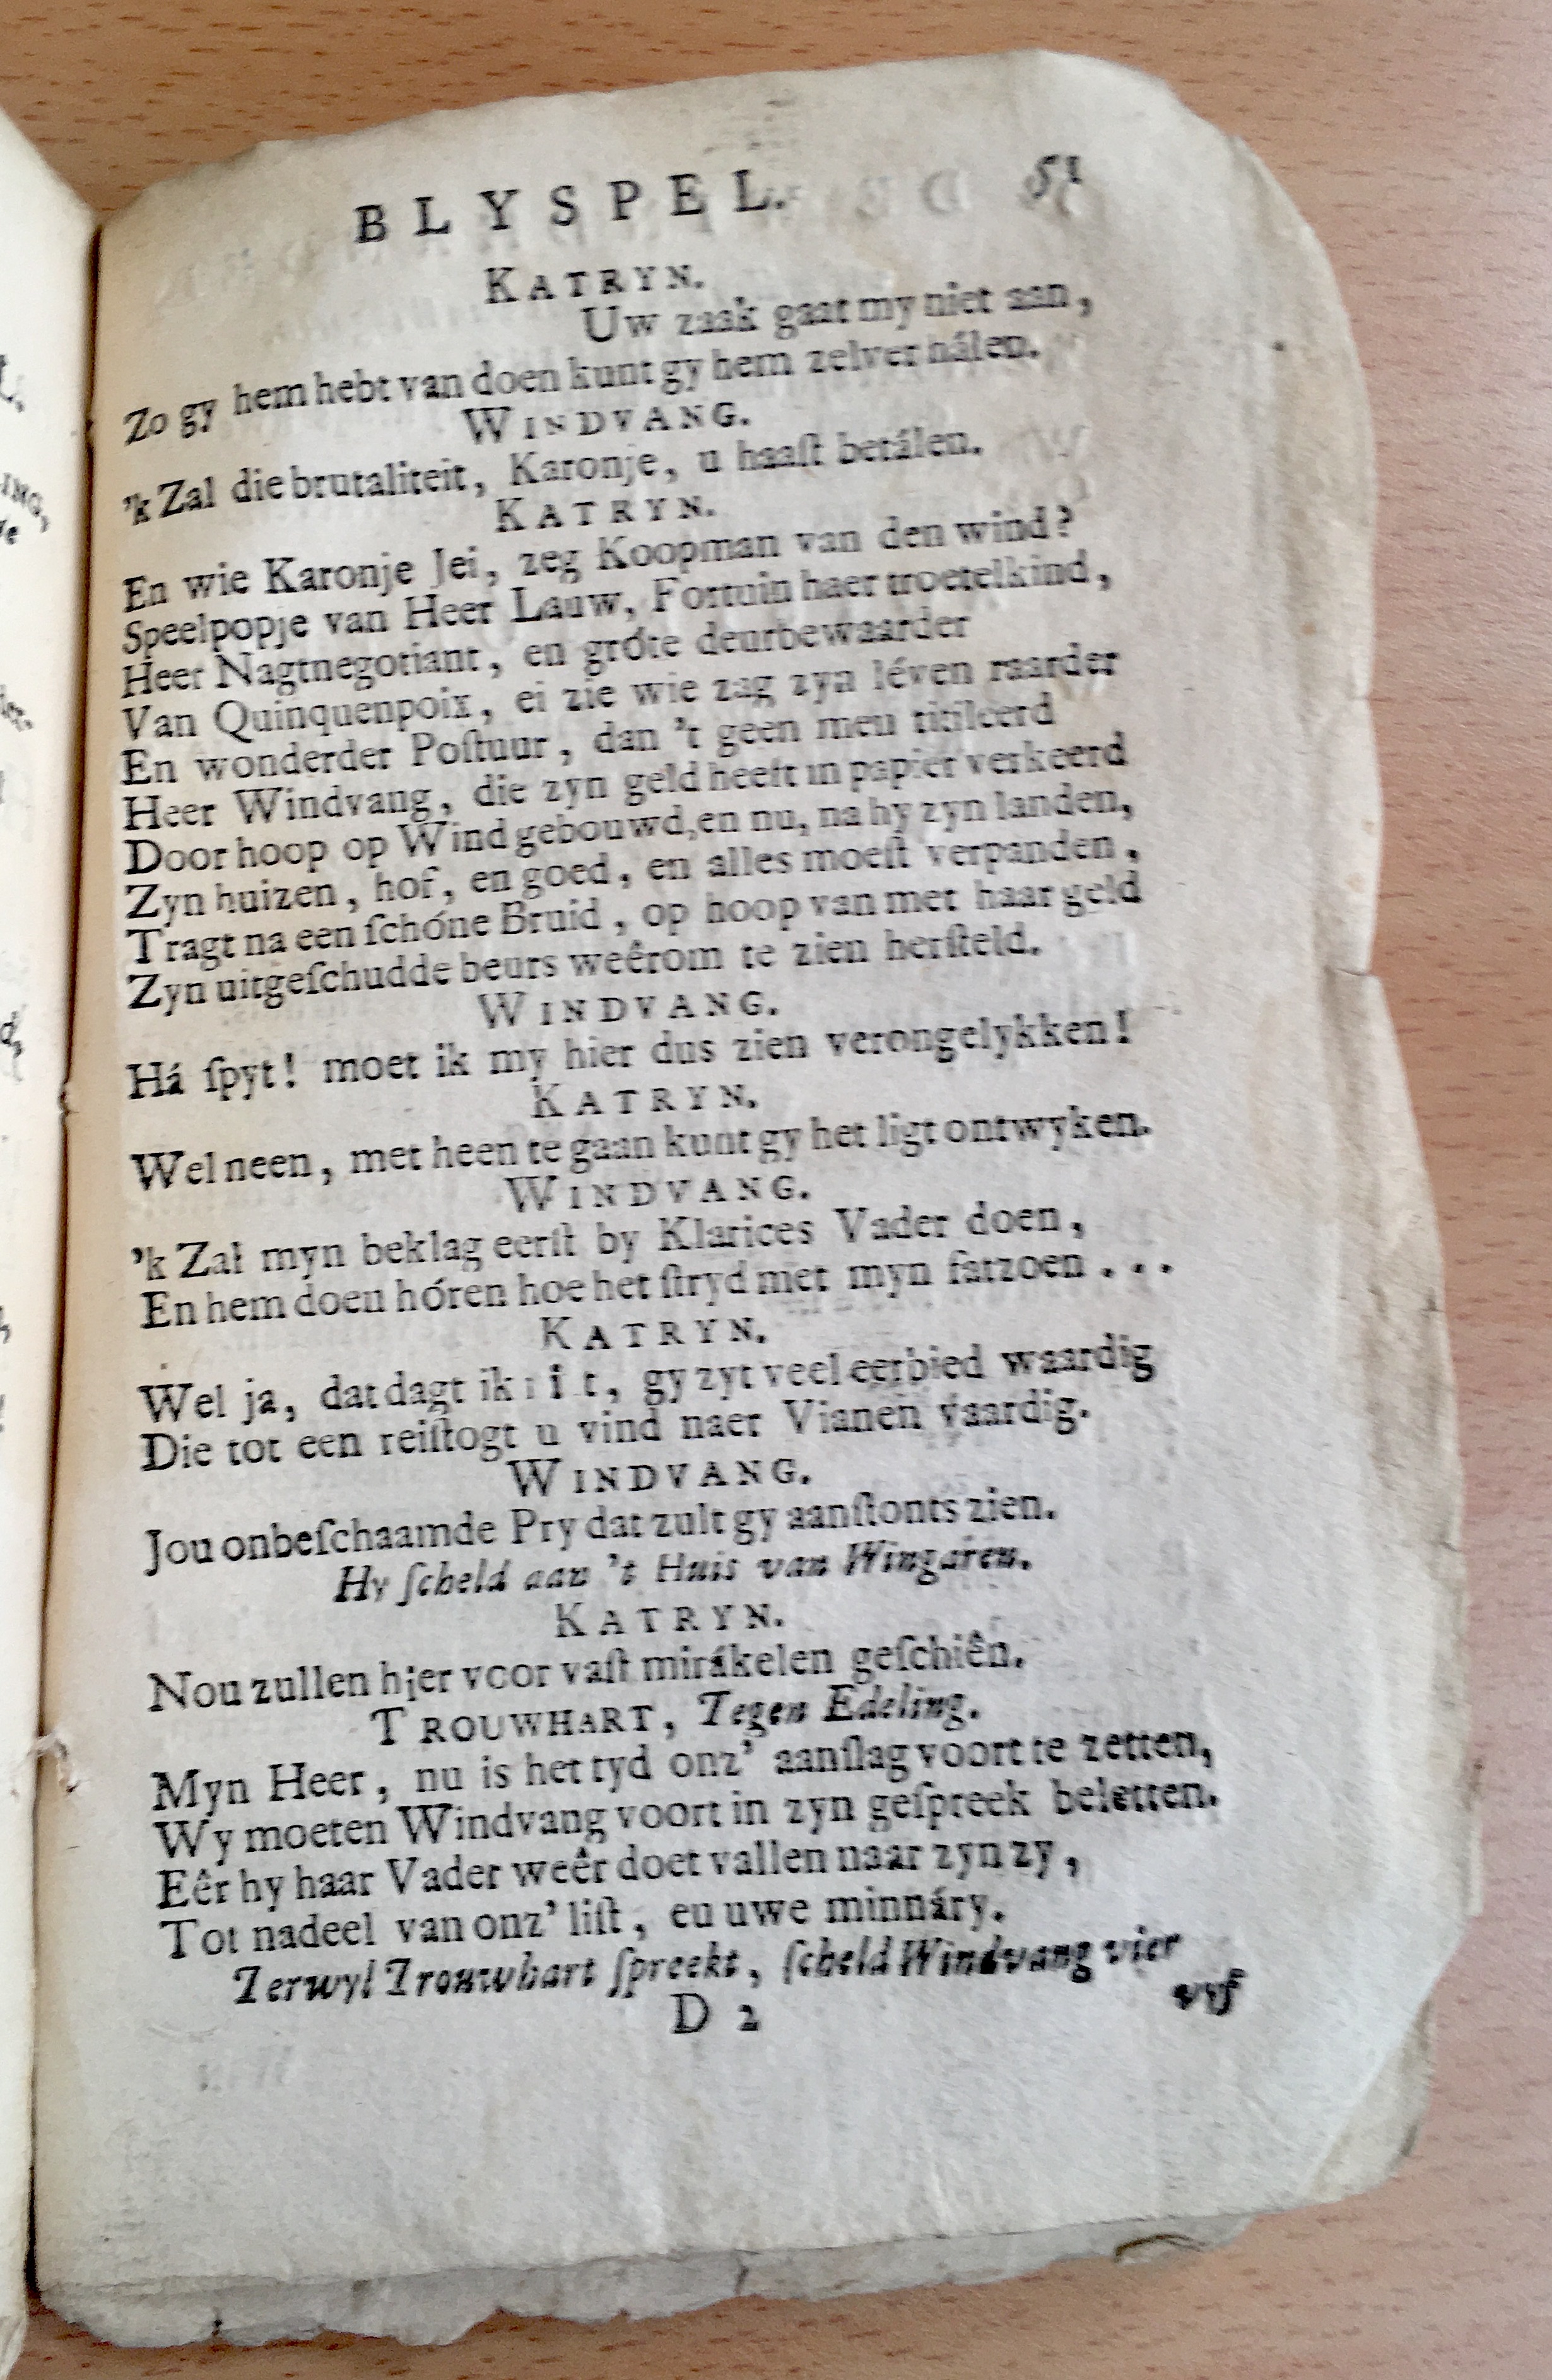 BLYSPEL. 51
KATRYN.
Uw zaak gaat my niet aan,
Zo gy hem hebt van doen kunt gy hem zelver hálen.
WINDVANG.
'k Zal die brutaliteit, Karonje, u haaſt betálen.
KATRYN.
En wie Karonje Jei, zeg Koopman van den wind?
Speelpopje van Heer Lauw, Fortuin haer troetelkind,
Heer Nagtnegotiant, en gróte deurbewaarder
Van Quinquenpoix, ei zie wie zag zyn léven raarder
En wonderder Poſtuur, dan 't geen men titileerd
Heer Windvang, die zyn geld heeft in papier verkeerd
Door hoop op Wind gebouwd, en nu, na hy zyn landen,
Zyn huizen, hof, en goed, en alles moeſt verpanden,
Tragt na een ſchóne Bruid, op hoop van met haar geld
Zyn uitgeſchudde beurs weêrom te zien herſteld.
WINDVANG.
Há ſpyt! moet ik my hier dus zien verongelykken!
KATRYN.
Wel neen, met heen te gaan kunt gy het ligt ontwyken.
WINDVANG.
'k Zal myn beklag eerſt by Klarices Vader doen,
En hem doen hóren hoe het ſtryd met myn fatzoen...
KATRYN.
Wel ja, dat dagt ik, gy zyt veel eerbied waardig
Die tot een reiſtogt u vind naer Vianen vaardig.
WINDVANG.
Jou onbeſchaamde Pry dat zult gy aanſtonts zien.
Hy ſcheld aan 't Huis van Wingaren.
KATRYN.
Nou zullen hier voor vaſt mirákelen geſchiên.
TROUWHART, Tegen Edeling.
Myn Heer, nu is het tyd onz' aanſlag voort te zetten,
Wy moeten Windvang voort in zyn geſpreek beletten.
Eêr hy haar Vader weêr doet vallen naar zyn zy,
Tot nadeel van onz' liſt, eu uwe minnáry.
Terwyl Trouwhart ſpreekt, ſcheld Windvang vier
D 2 vyf